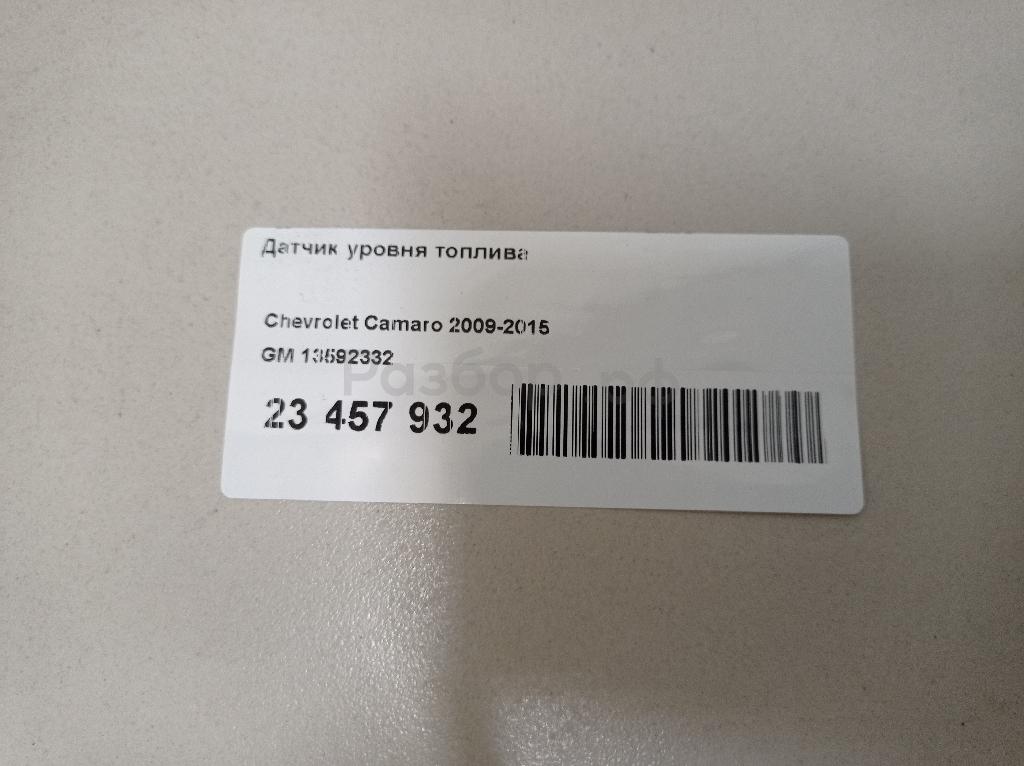 Датчик уровня топлива
Chevrolet Camaro 2009-2015
GM 13592332
Разбор.рф
23 457 932